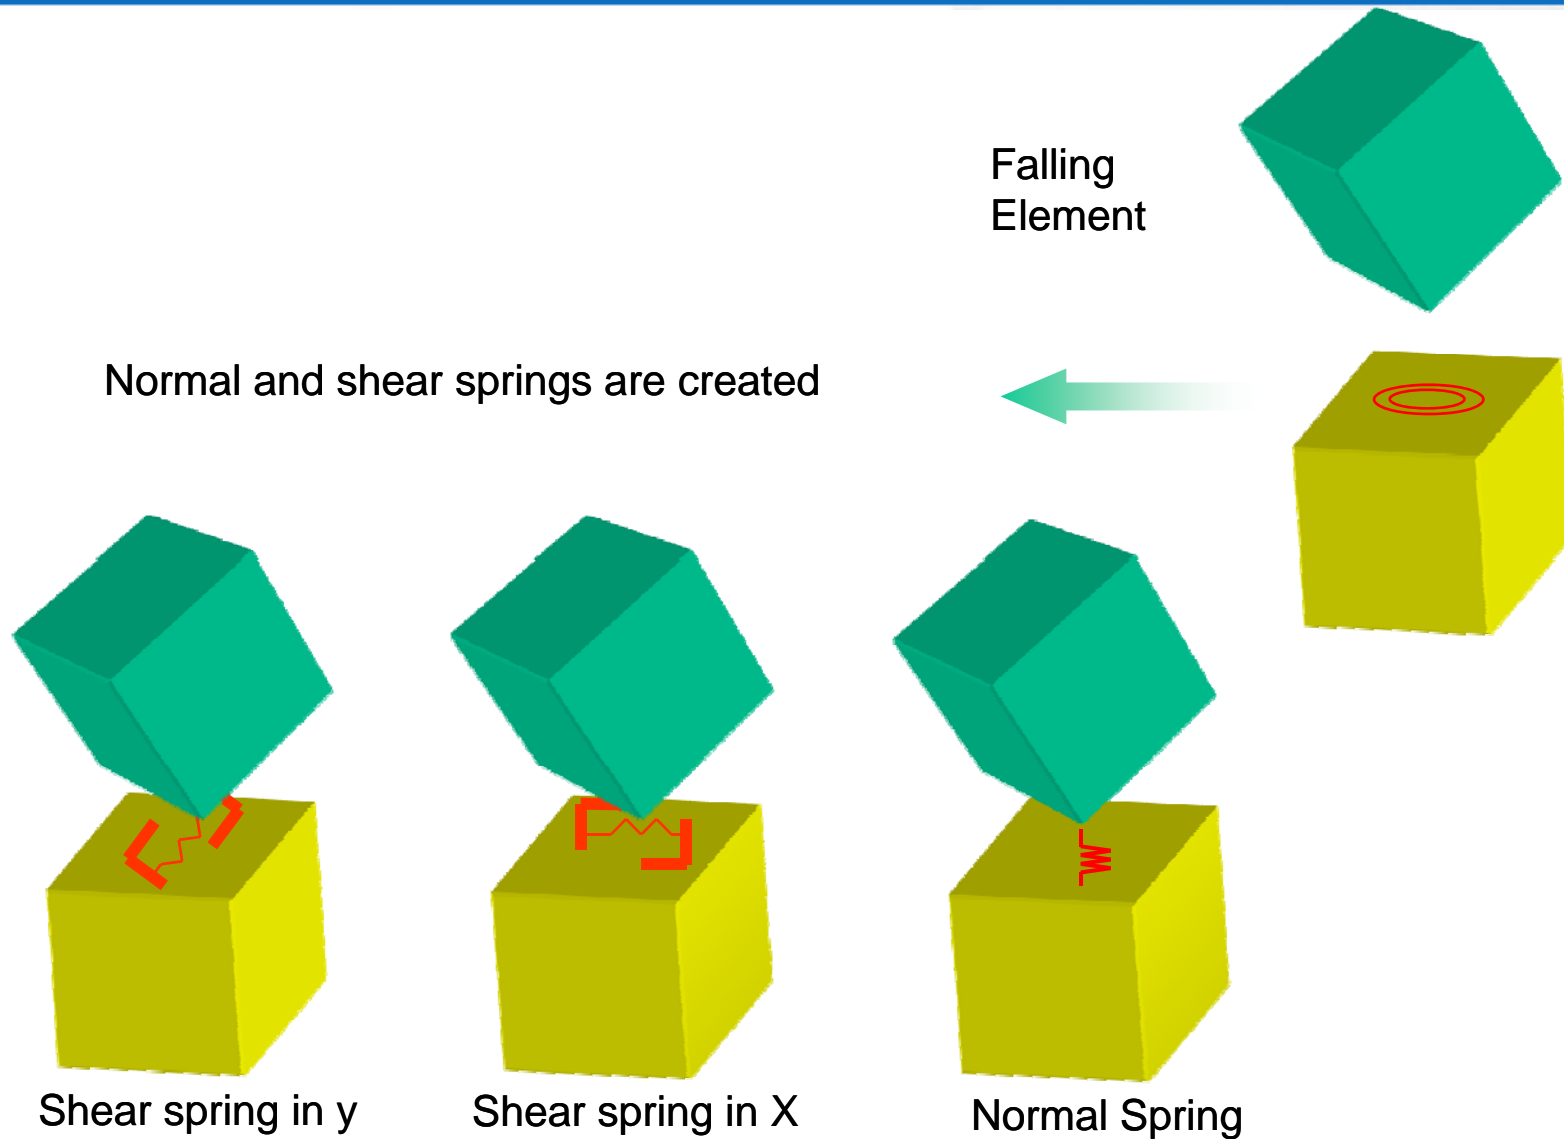 Falling
Element
Normal and shear springs are created
Shear spring in y
Shear spring in X
Normal Spring